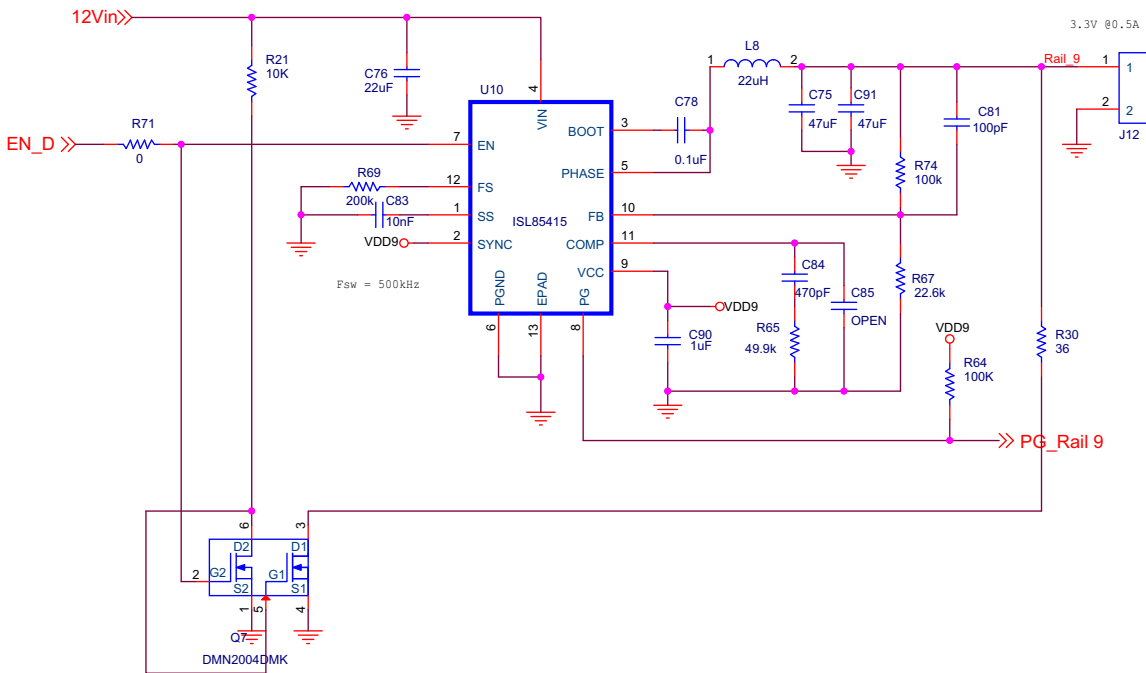 12Vin
3.3V @0.5A
R21
10K
C76
22uF
U10
4
VIN
L8
1
2
22uH
Rail_9
1
1
2
2
J12
C75
47uF
C91
47uF
C81
100pF
C78
0.1uF
3
BOOT
R71
0
EN_D
7
EN
5
PHASE
R74
100k
R69
200k
12
FS
C83
10nF
1
SS
ISL85415
10
FB
VDD9
2
SYNC
11
COMP
Fsw = 500kHz
9
VCC
PGND
EPAD
PG
6
13
8
C84
470pF
C85
OPEN
R67
22.6k
VDD9
C90
1uF
R65
49.9k
VDD9
R64
100K
R30
36
PG_Rail 9
6
3
D2
D1
2
G2
G1
S2
S1
1
5
4
Q7
DMN2004DMK